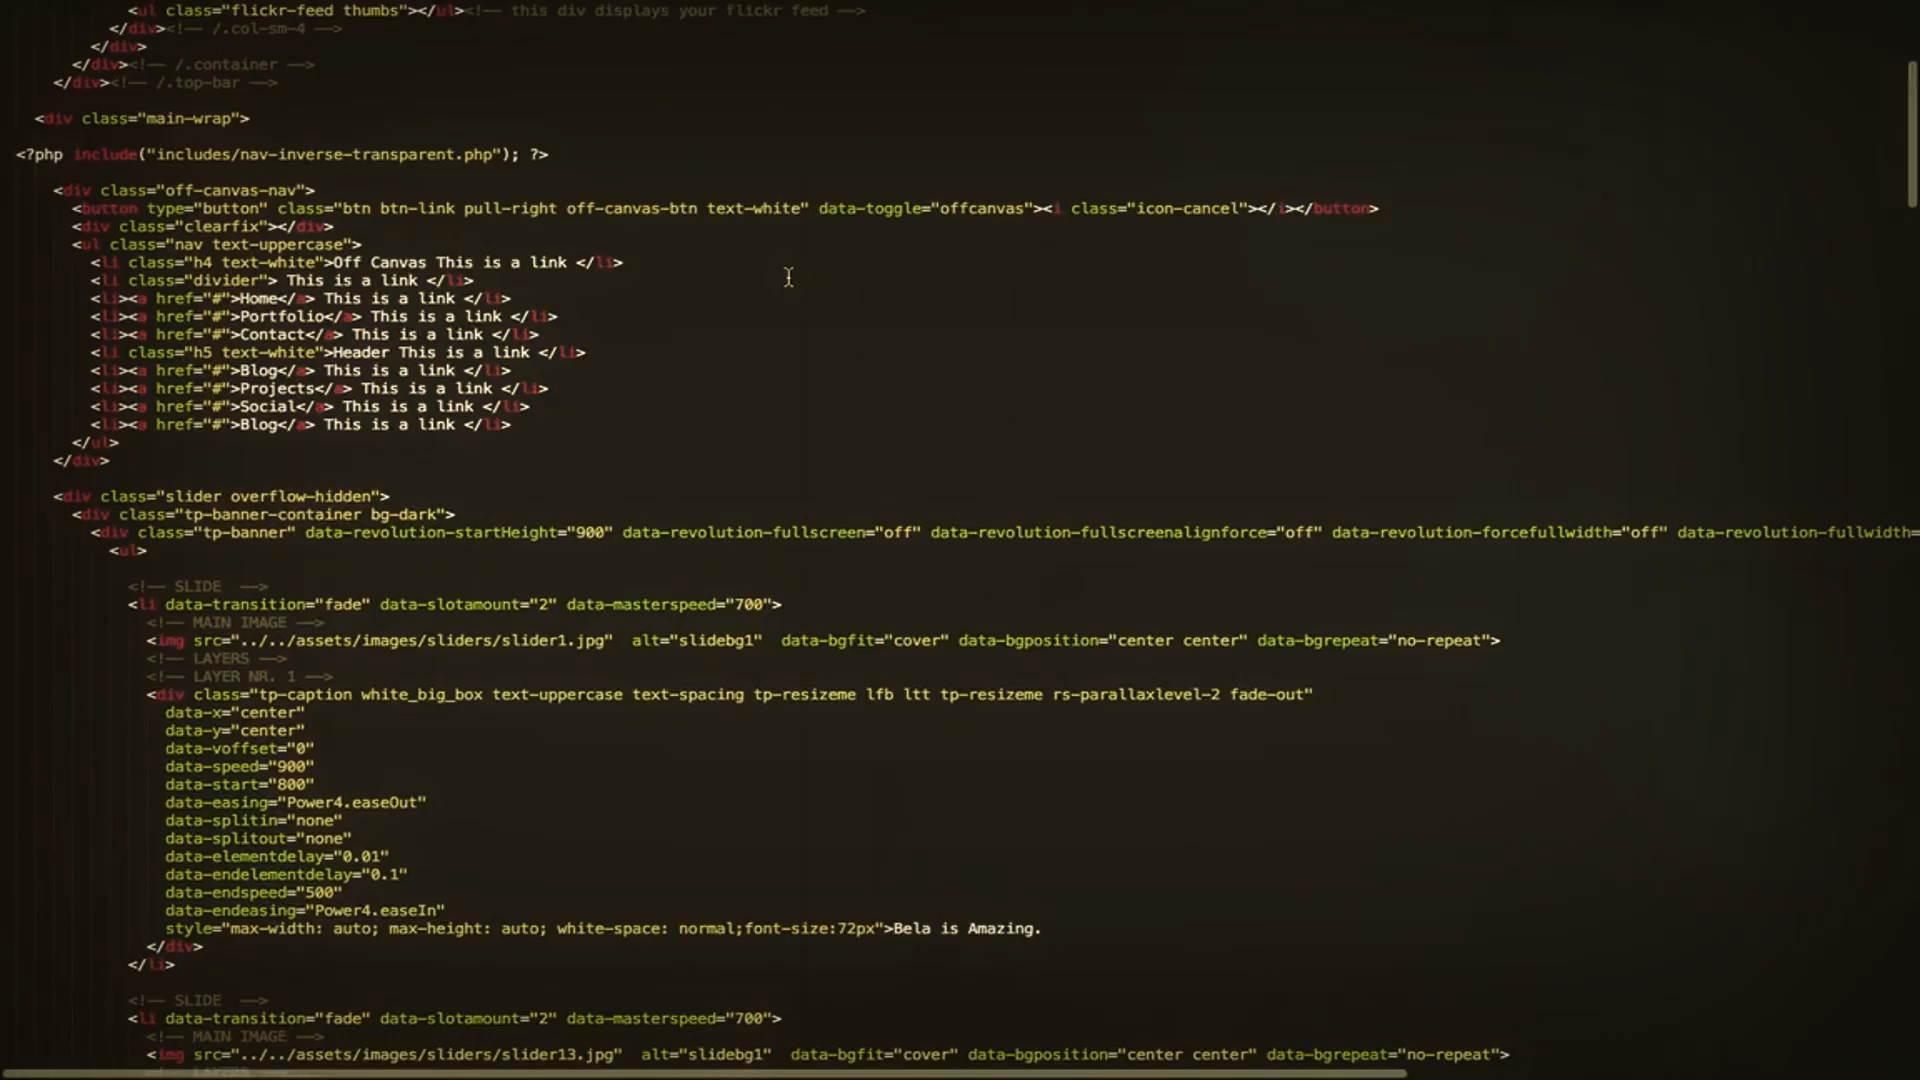 <ul class="flickr-feed thumbs"></ul><!-- this div displays your flickr feed -->
</div><!-- /.col-sm-4 -->
</div>
</div><!-- /.container -->
</div><!-- /.top-bar -->
<div class="main-wrap">
<?php include("includes/nav-inverse-transparent.php"); ?>
<div class="off-canvas-nav">
<button type="button" class="btn btn-link pull-right off-canvas-btn text-white" data-toggle="offcanvas"><i class="icon-cancel"></i></button>
<div class="clearfix"></div>
<ul class="nav text-uppercase">
<li class="h4 text-white">Off Canvas This is a link </li>
<li class="divider"> This is a link </li>
<li><a href="#">Home</a> This is a link </li>
<li><a href="#">Portfolio</a> This is a link </li>
<li><a href="#">Contact</a> This is a link </li>
<li class="h5 text-white">Header This is a link </li>
<li><a href="#">Blog</a> This is a link </li>
<li><a href="#">Projects</a> This is a link </li>
<li><a href="#">Social</a> This is a link </li>
<li><a href="#">Blog</a> This is a link </li>
</ul>
</div>
<div class="slider overflow-hidden">
<div class="tp-banner-container bg-dark">
<div class="tp-banner" data-revolution-startHeight="900" data-revolution-fullscreen="off" data-revolution-fullscreenalignforce="off" data-revolution-forcefullwidth="off" data-revolution-fullwidth=
<ul>
<!-- SLIDE -->
<li data-transition="fade" data-slotamount="2" data-masterspeed="700">
<!-- MAIN IMAGE -->
<img src="../../assets/images/sliders/slider1.jpg" alt="slidebg1" data-bgfit="cover" data-bgposition="center center" data-bgrepeat="no-repeat">
<!-- LAYERS -->
<!-- LAYER NR. 1 -->
<div class="tp-caption white_big_box text-uppercase text-spacing tp-resizeme lfb ltt tp-resizeme rs-parallaxlevel-2 fade-out"
data-x="center"
data-y="center"
data-voffset="0"
data-speed="900"
data-start="800"
data-easing="Power4.easeOut"
data-splitin="none"
data-splitout="none"
data-elementdelay="0.01"
data-endelementdelay="0.1"
data-endspeed="500"
data-endeasing="Power4.easeIn"
style="max-width: auto; max-height: auto; white-space: normal;font-size:72px">Bela is Amazing.
</div>
</li>
<!-- SLIDE -->
<li data-transition="fade" data-slotamount="2" data-masterspeed="700">
<!-- MAIN IMAGE -->
<img src="../../assets/images/sliders/slider13.jpg" alt="slidebg1" data-bgfit="cover" data-bgposition="center center" data-bgrepeat="no-repeat">